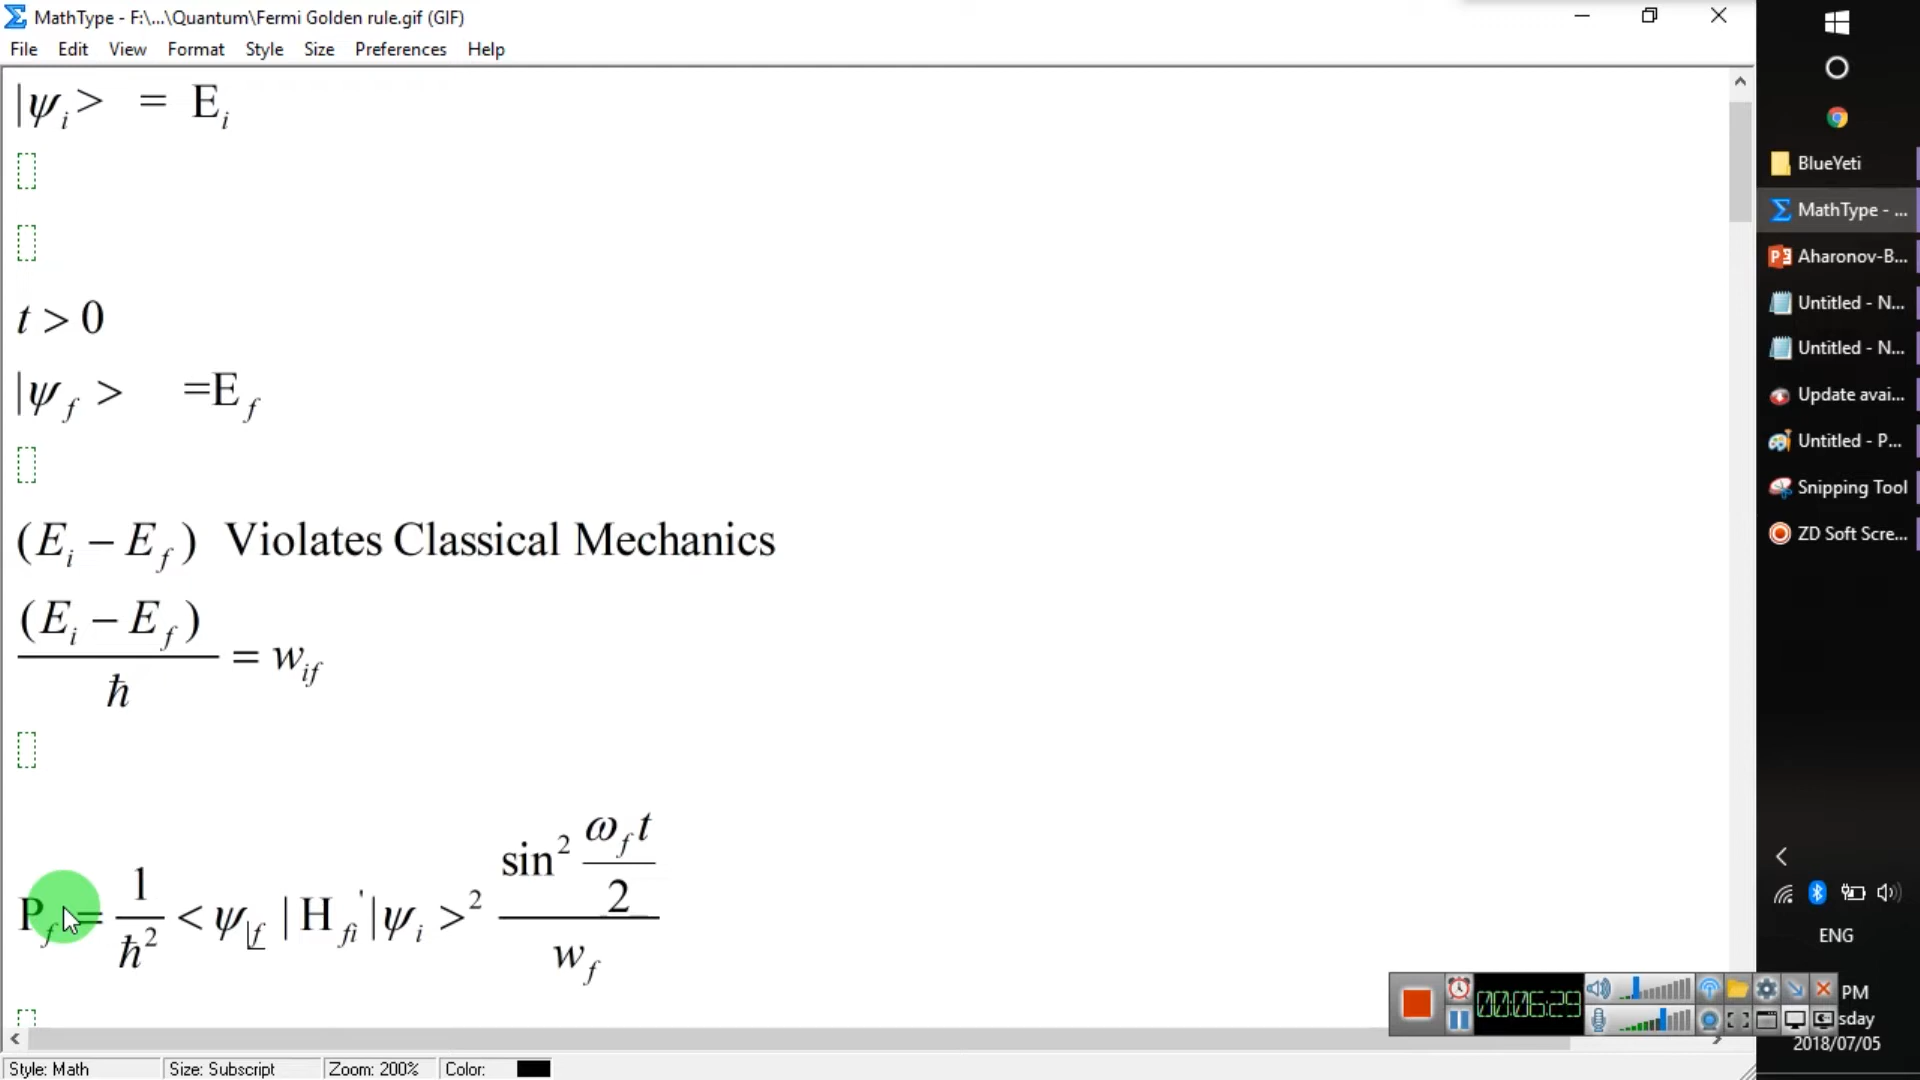 MathType - F:\...\Quantum\Fermi Golden rule.gif (GIF)
File Edit View Format Style Size Preferences Help
|ψi> = Ei
t > 0
|ψf > =Ef
(Ei − Ef) Violates Classical Mechanics
(Ei − Ef)
ħ
= wif
Pf = 1/ħ² < ψf | Hfi' | ψi >² sin² ωf t/2
wf
Style: Math Size: Subscript Zoom: 200% Color:
BlueYeti
MathType - ...
Aharonov-B...
Untitled - N...
Untitled - N...
Update avai...
Untitled - P...
Snipping Tool
ZD Soft Scre...
ENG
00:06:29
PM
sday
2018/07/05